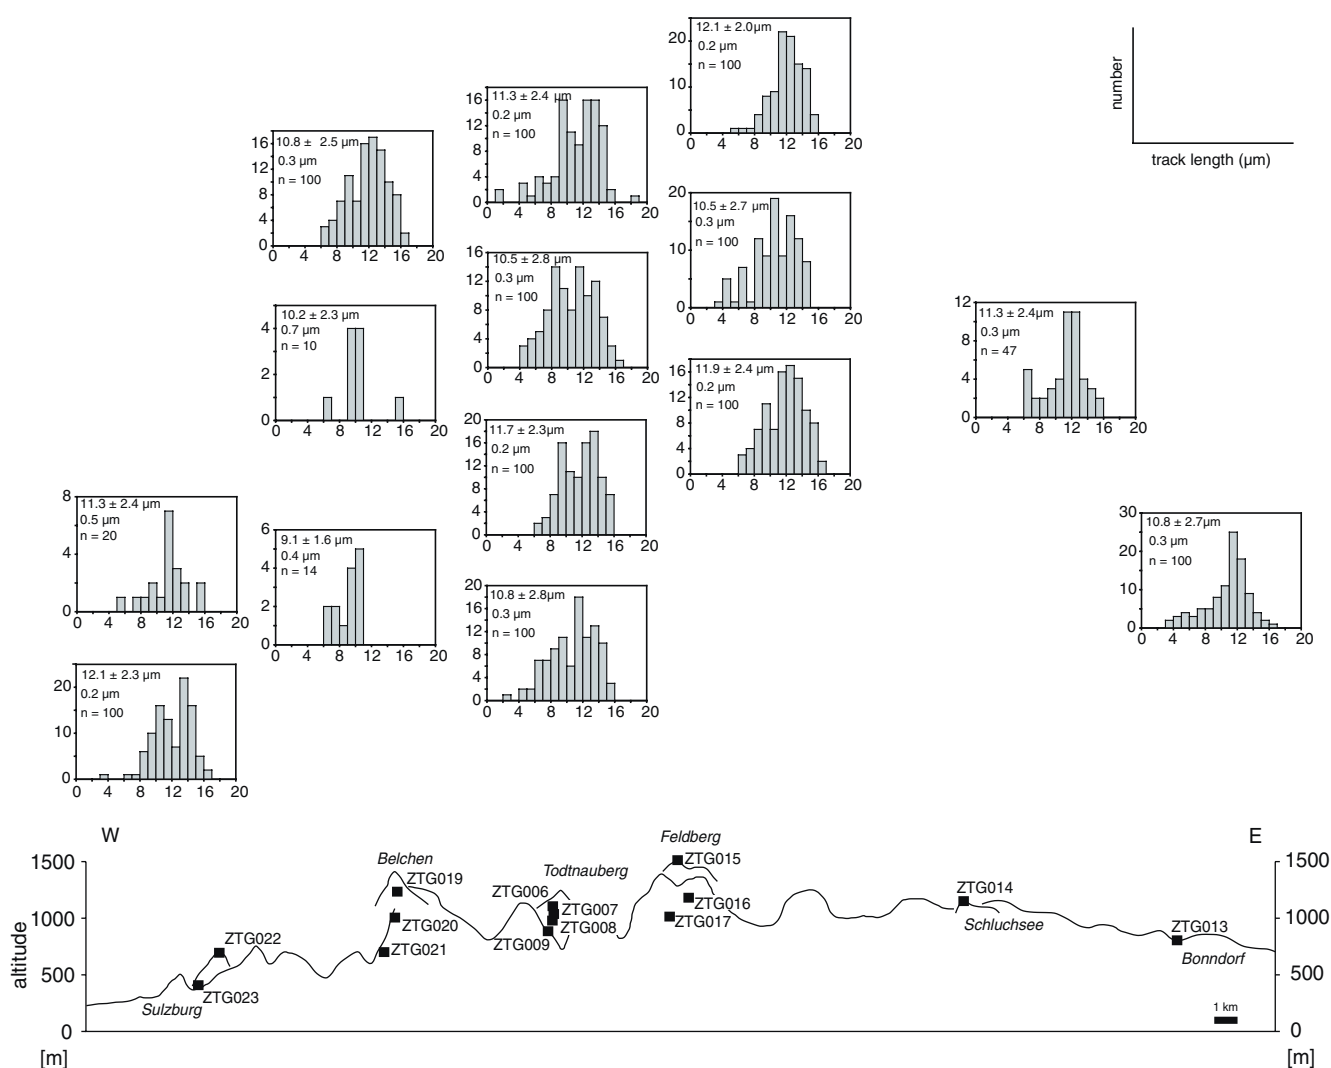 12.1 ± 2.0µm
0.2 µm
n = 100
20
10
0
0 4 8 12 16 20
number
track length (µm)
11.3 ± 2.4 µm
0.2 µm
n = 100
16
12
8
4
0
0 4 8 12 16 20
10.8 ± 2.5 µm
0.3 µm
n = 100
16
12
8
4
0
0 4 8 12 16 20
10.5 ± 2.7 µm
0.3 µm
n = 100
20
10
0
0 4 8 12 16 20
10.5 ± 2.8 µm
0.3 µm
n = 100
16
12
8
4
0
0 4 8 12 16 20
10.2 ± 2.3 µm
0.7 µm
n = 10
4
2
0
0 4 8 12 16 20
11.3 ± 2.4µm
0.3 µm
n = 47
12
8
4
0
0 4 8 12 16 20
11.9 ± 2.4 µm
0.2 µm
n = 100
16
12
8
4
0
0 4 8 12 16 20
11.7 ± 2.3µm
0.2 µm
n = 100
20
16
12
8
4
0
0 4 8 12 16 20
11.3 ± 2.4 µm
0.5 µm
n = 20
8
4
0
0 4 8 12 16 20
9.1 ± 1.6 µm
0.4 µm
n = 14
6
4
2
0
0 4 8 12 16 20
10.8 ± 2.7µm
0.3 µm
n = 100
30
20
10
0
0 4 8 12 16 20
10.8 ± 2.8µm
0.3 µm
n = 100
20
16
12
8
4
0
0 4 8 12 16 20
12.1 ± 2.3 µm
0.2 µm
n = 100
20
10
0
0 4 8 12 16 20
W
E
altitude
1500
1000
500
0
[m]
Sulzburg
ZTG022
ZTG023
Belchen
ZTG019
ZTG020
ZTG021
Todtnauberg
ZTG006
ZTG007
ZTG008
ZTG009
Feldberg
ZTG015
ZTG016
ZTG017
ZTG014
Schluchsee
ZTG013
Bonndorf
1 km
1500
1000
500
0
[m]